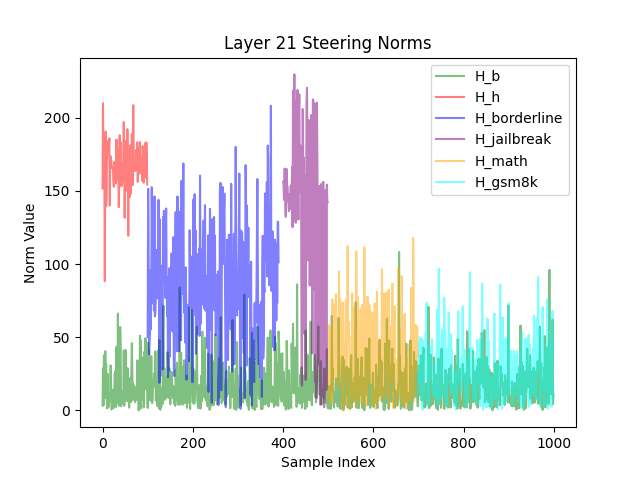 Layer 21 Steering Norms
Norm Value
200
150
100
50
0
H_b
H_h
H_borderline
H_jailbreak
H_math
H_gsm8k
0 200 400 600 800 1000
Sample Index